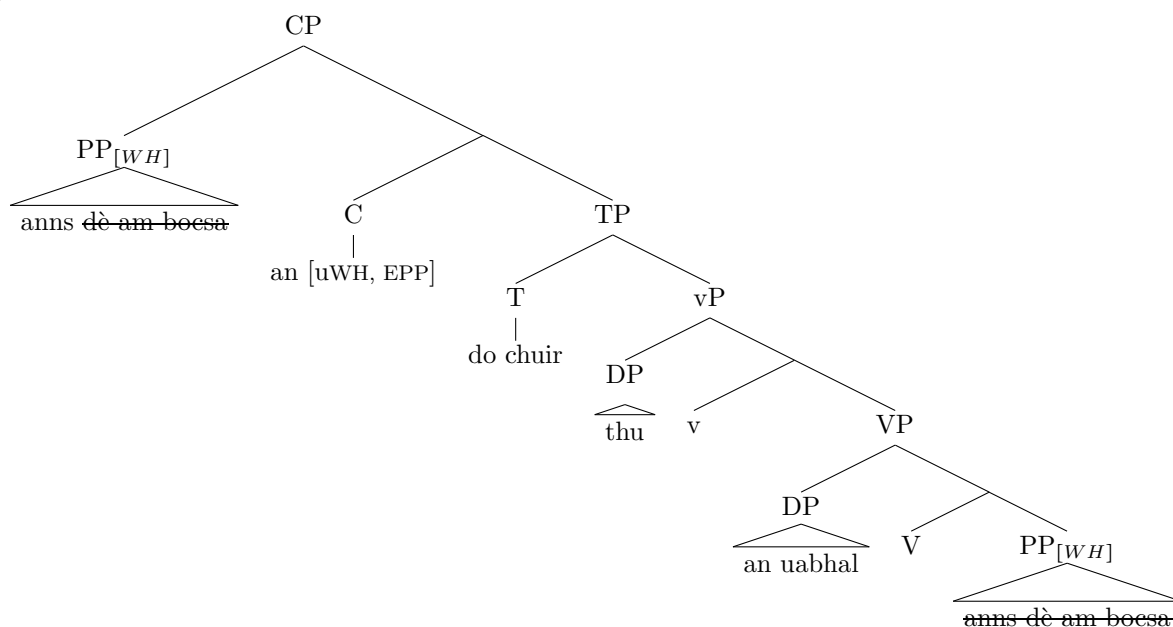 CP
PP[WH]
anns dè am bocsa
C
TP
an [uWH, EPP]
T
vP
do chuir
DP
thu
v
VP
DP
an uabhal
V
PP[WH]
anns dè am bocsa